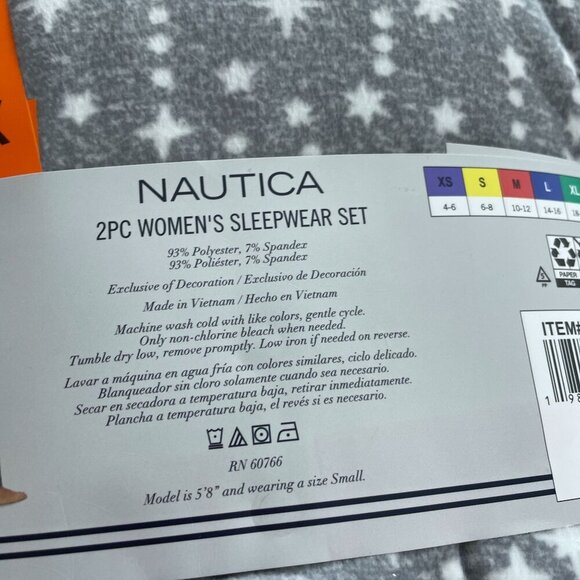 NAUTICA
2PC WOMEN'S SLEEPWEAR SET
93% Polyester, 7% Spandex
93% Poliéster, 7% Spandex
Exclusive of Decoration / Exclusivo de Decoración
Made in Vietnam / Hecho en Vietnam
Machine wash cold with like colors, gentle cycle.
Only non-chlorine bleach when needed.
Tumble dry low, remove promptly. Low iron if needed on reverse.
Lavar a máquina en agua fría con colores similares, ciclo delicado.
Blanqueador sin cloro solamente cuando sea necesario.
Secar en secadora a temperatura baja, retirar inmediatamente.
Plancha a temperatura baja, el revés si es necesario.
RN 60766
Model is 5'8" and wearing a size Small.
XS S M L XL
4-6 6-8 10-12 14-16
PAPER
TAG
5
PP
ITEM#
1 98